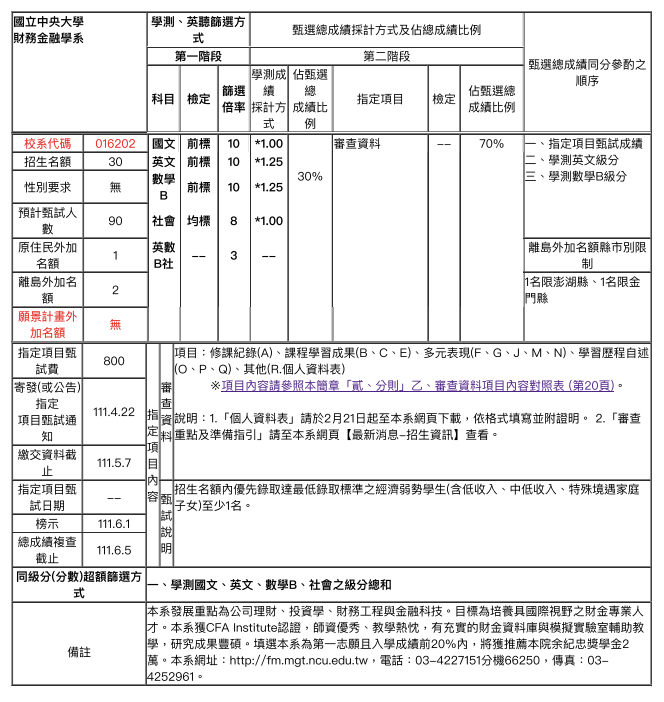 國立中央大學
財務金融學系
學測、英聽篩選方
式
甄選總成績採計方式及佔總成績比例
甄選總成績同分參酌之
順序
第一階段
第二階段
科目
檢定
篩選
倍率
學測成
績
採計方
式
佔甄選
總
成績比
例
指定項目
檢定
佔甄選總
成績比例
校系代碼 016202
招生名額 30
性別要求 無
預計甄試人
數
90
原住民外加
名額
1
離島外加名
額
2
願景計畫外
加名額
無
國文 前標 10 *1.00
英文 前標 10 *1.25
數學
B
前標 10 *1.25
社會 均標 8 *1.00
英數
B社
-- 3 --
30%
審查資料 -- 70%
一、指定項目甄試成績
二、學測英文級分
三、學測數學B級分
離島外加名額縣市別限
制
1名限澎湖縣、1名限金
門縣
指定項目甄
試費
800
寄發(或公告)
指定
項目甄試通
知
111.4.22
繳交資料截
止
111.5.7
指定項目甄
試日期
--
榜示 111.6.1
總成績複查
截止
111.6.5
指
定
項
目
內
容
審
查
資
料
項目：修課紀錄(A)、課程學習成果(B、C、E)、多元表現(F、G、J、M、N)、學習歷程自述
(O、P、Q)、其他(R.個人資料表)
※項目內容請參照本簡章「貳、分則」乙、審查資料項目內容對照表 (第20頁)。
說明：1.「個人資料表」請於2月21日起至本系網頁下載，依格式填寫並附證明。 2.「審查
重點及準備指引」請至本系網頁【最新消息-招生資訊】查看。
甄
試
說
明
招生名額內優先錄取達最低錄取標準之經濟弱勢學生(含低收入、中低收入、特殊境遇家庭
子女)至少1名。
同級分(分數)超額篩選方
式
一、學測國文、英文、數學B、社會之級分總和
備註
本系發展重點為公司理財、投資學、財務工程與金融科技。目標為培養具國際視野之財金專業人
才。本系獲CFA Institute認證，師資優秀、教學熱忱，有充實的財金資料庫與模擬實驗室輔助教
學，研究成果豐碩。填選本系為第一志願且入學成績前20%內，將獲推薦本院余紀忠獎學金2
萬。本系網址：http://fm.mgt.ncu.edu.tw，電話：03-4227151分機66250，傳真：03-
4252961。